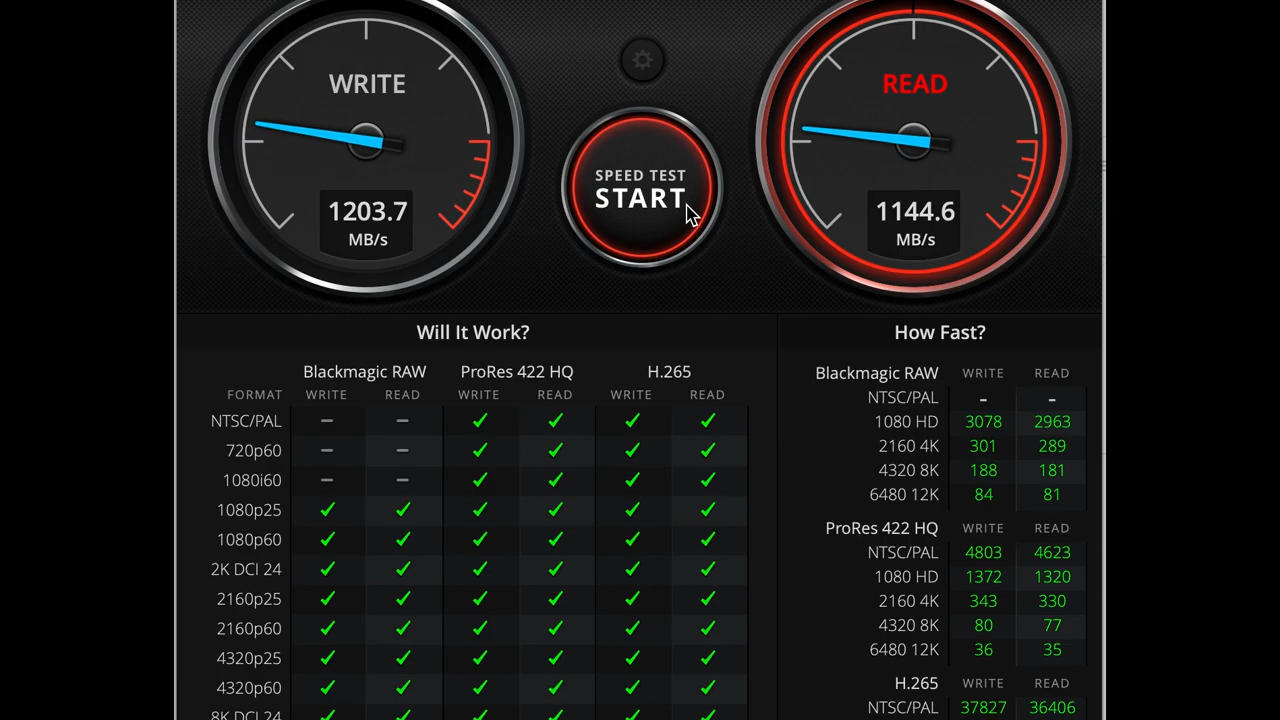 WRITE
READ
SPEED TEST
START
1203.7
MB/s
1144.6
MB/s
Will It Work?
Blackmagic RAW ProRes 422 HQ H.265
FORMAT WRITE READ WRITE READ WRITE READ
NTSC/PAL – – ✓ ✓ ✓ ✓
720p60 – – ✓ ✓ ✓ ✓
1080i60 – – ✓ ✓ ✓ ✓
1080p25 ✓ ✓ ✓ ✓ ✓ ✓
1080p60 ✓ ✓ ✓ ✓ ✓ ✓
2K DCI 24 ✓ ✓ ✓ ✓ ✓ ✓
2160p25 ✓ ✓ ✓ ✓ ✓ ✓
2160p60 ✓ ✓ ✓ ✓ ✓ ✓
4320p25 ✓ ✓ ✓ ✓ ✓ ✓
4320p60 ✓ ✓ ✓ ✓ ✓ ✓
8K DCI 24 ✓ ✓ ✓ ✓ ✓ ✓
How Fast?
Blackmagic RAW WRITE READ
NTSC/PAL – –
1080 HD 3078 2963
2160 4K 301 289
4320 8K 188 181
6480 12K 84 81
ProRes 422 HQ WRITE READ
NTSC/PAL 4803 4623
1080 HD 1372 1320
2160 4K 343 330
4320 8K 80 77
6480 12K 36 35
H.265 WRITE READ
NTSC/PAL 37827 36406